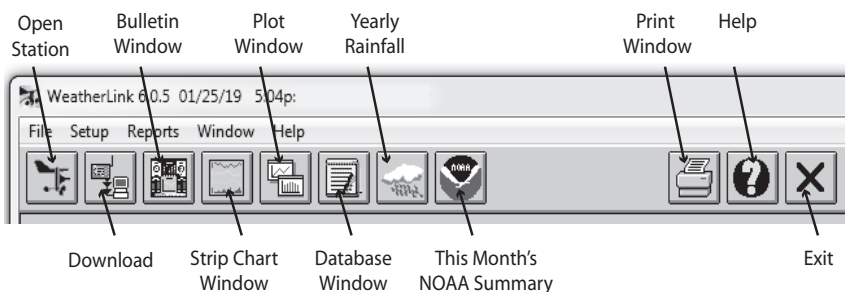 Open
Station
Bulletin
Window
Plot
Window
Yearly
Rainfall
Print
Window
Help
WeatherLink 6.0.5 01/25/19 5:04p:
File Setup Reports Window Help
NOAA
Download
Strip Chart
Window
Database
Window
This Month's
NOAA Summary
Exit